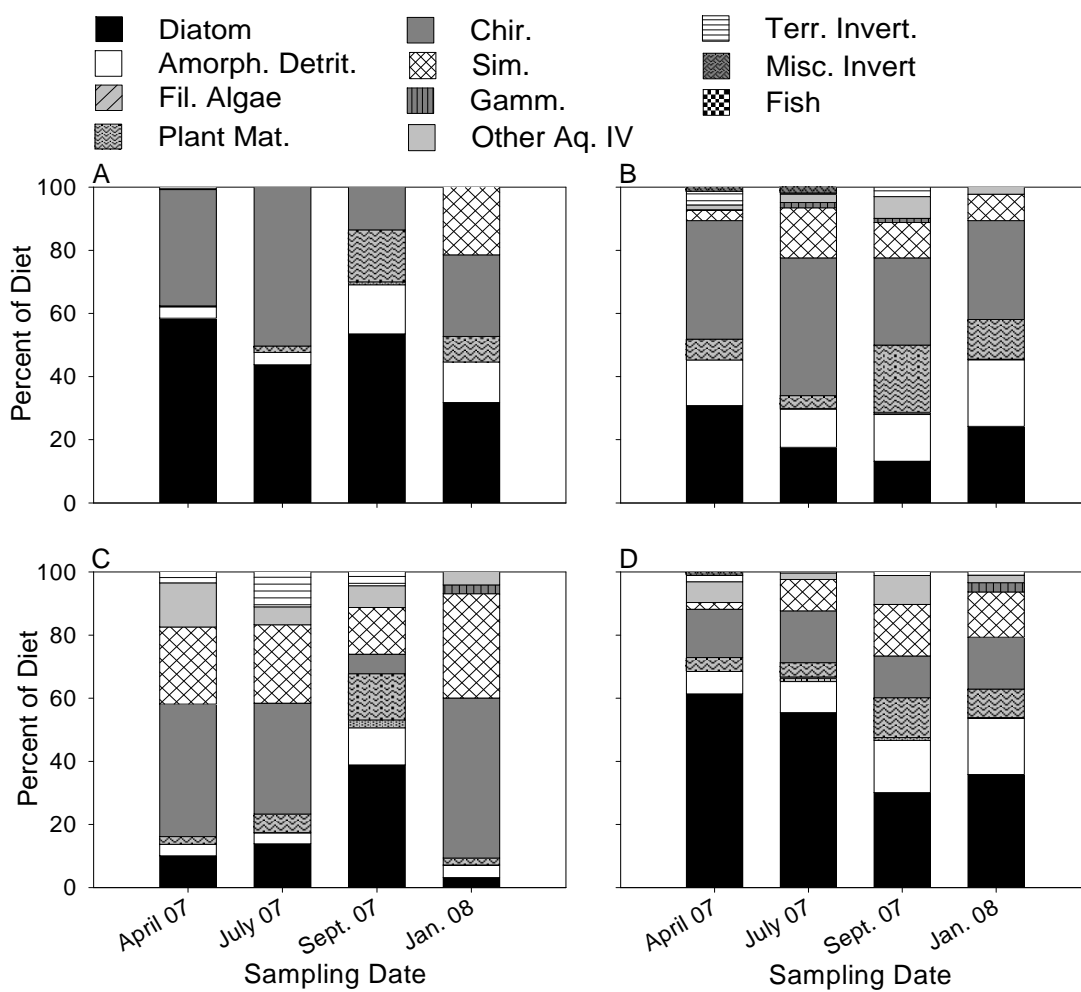 Diatom
Amorph. Detrit.
Fil. Algae
Plant Mat.
Chir.
Sim.
Gamm.
Other Aq. IV
Terr. Invert.
Misc. Invert
Fish
A
B
100
80
60
40
20
0
Percent of Diet
C
D
100
80
60
40
20
0
Percent of Diet
April 07
July 07
Sept. 07
Jan. 08
Sampling Date
April 07
July 07
Sept. 07
Jan. 08
Sampling Date